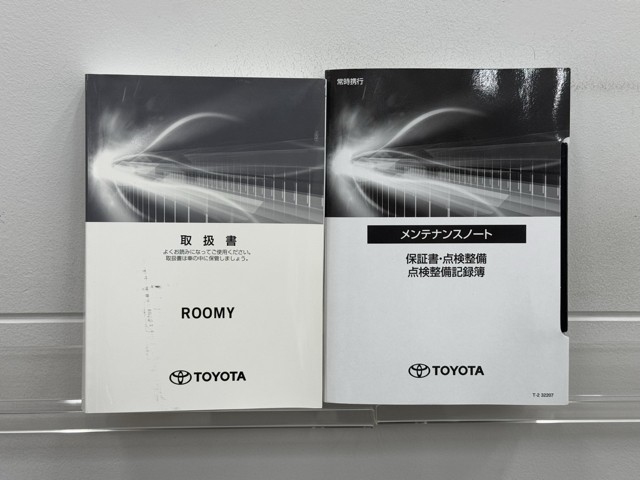 取扱書
よくお読みになってご使用ください。
取扱書は車の中に保管しましょう。
ROOMY
TOYOTA
常時携行
メンテナンスノート
保証書・点検整備
点検整備記録簿
TOYOTA